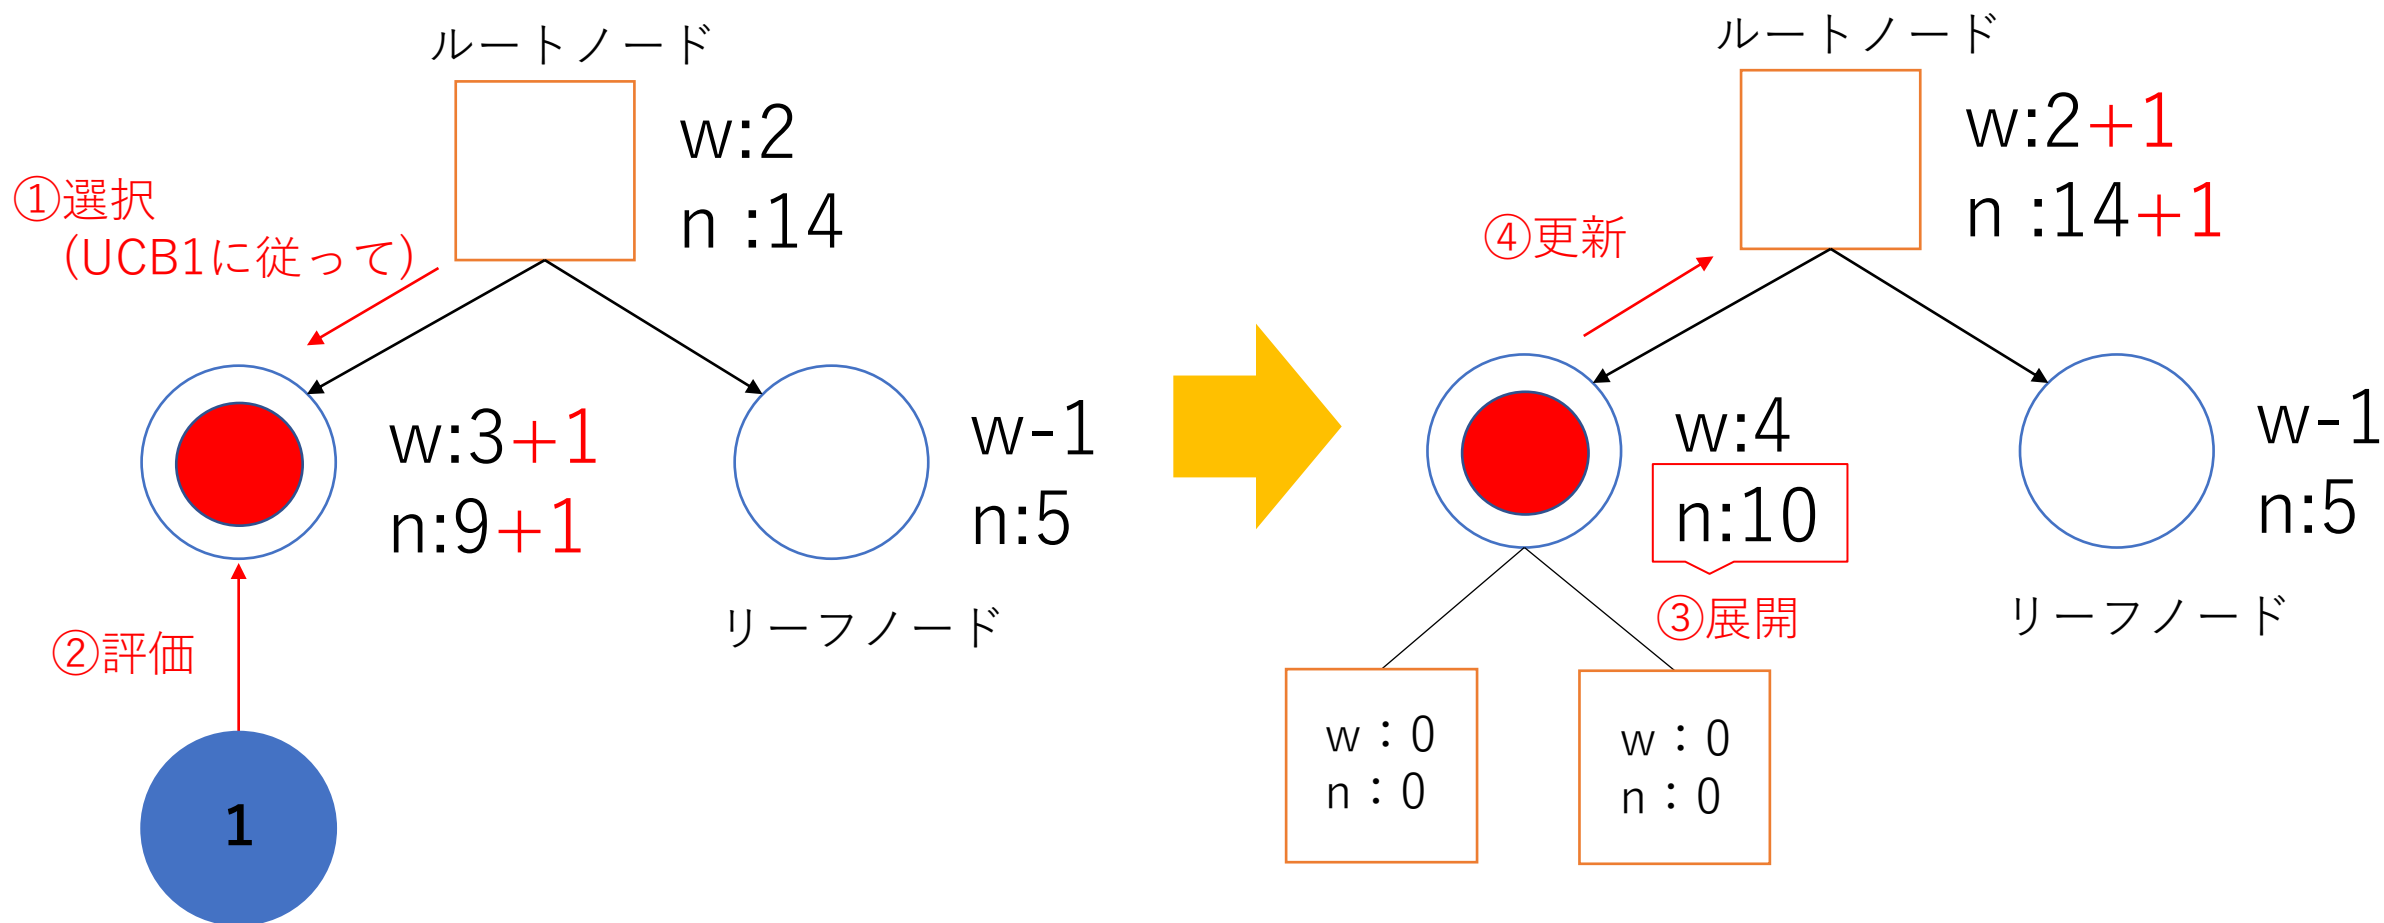 ルートノード
w:2
n :14
①選択
(UCB1に従って)
w:3+1
n:9+1
w-1
n:5
リーフノード
②評価
1
ルートノード
w:2+1
n :14+1
④更新
w:4
n:10
w-1
n:5
③展開
リーフノード
w：0
n：0
w：0
n：0